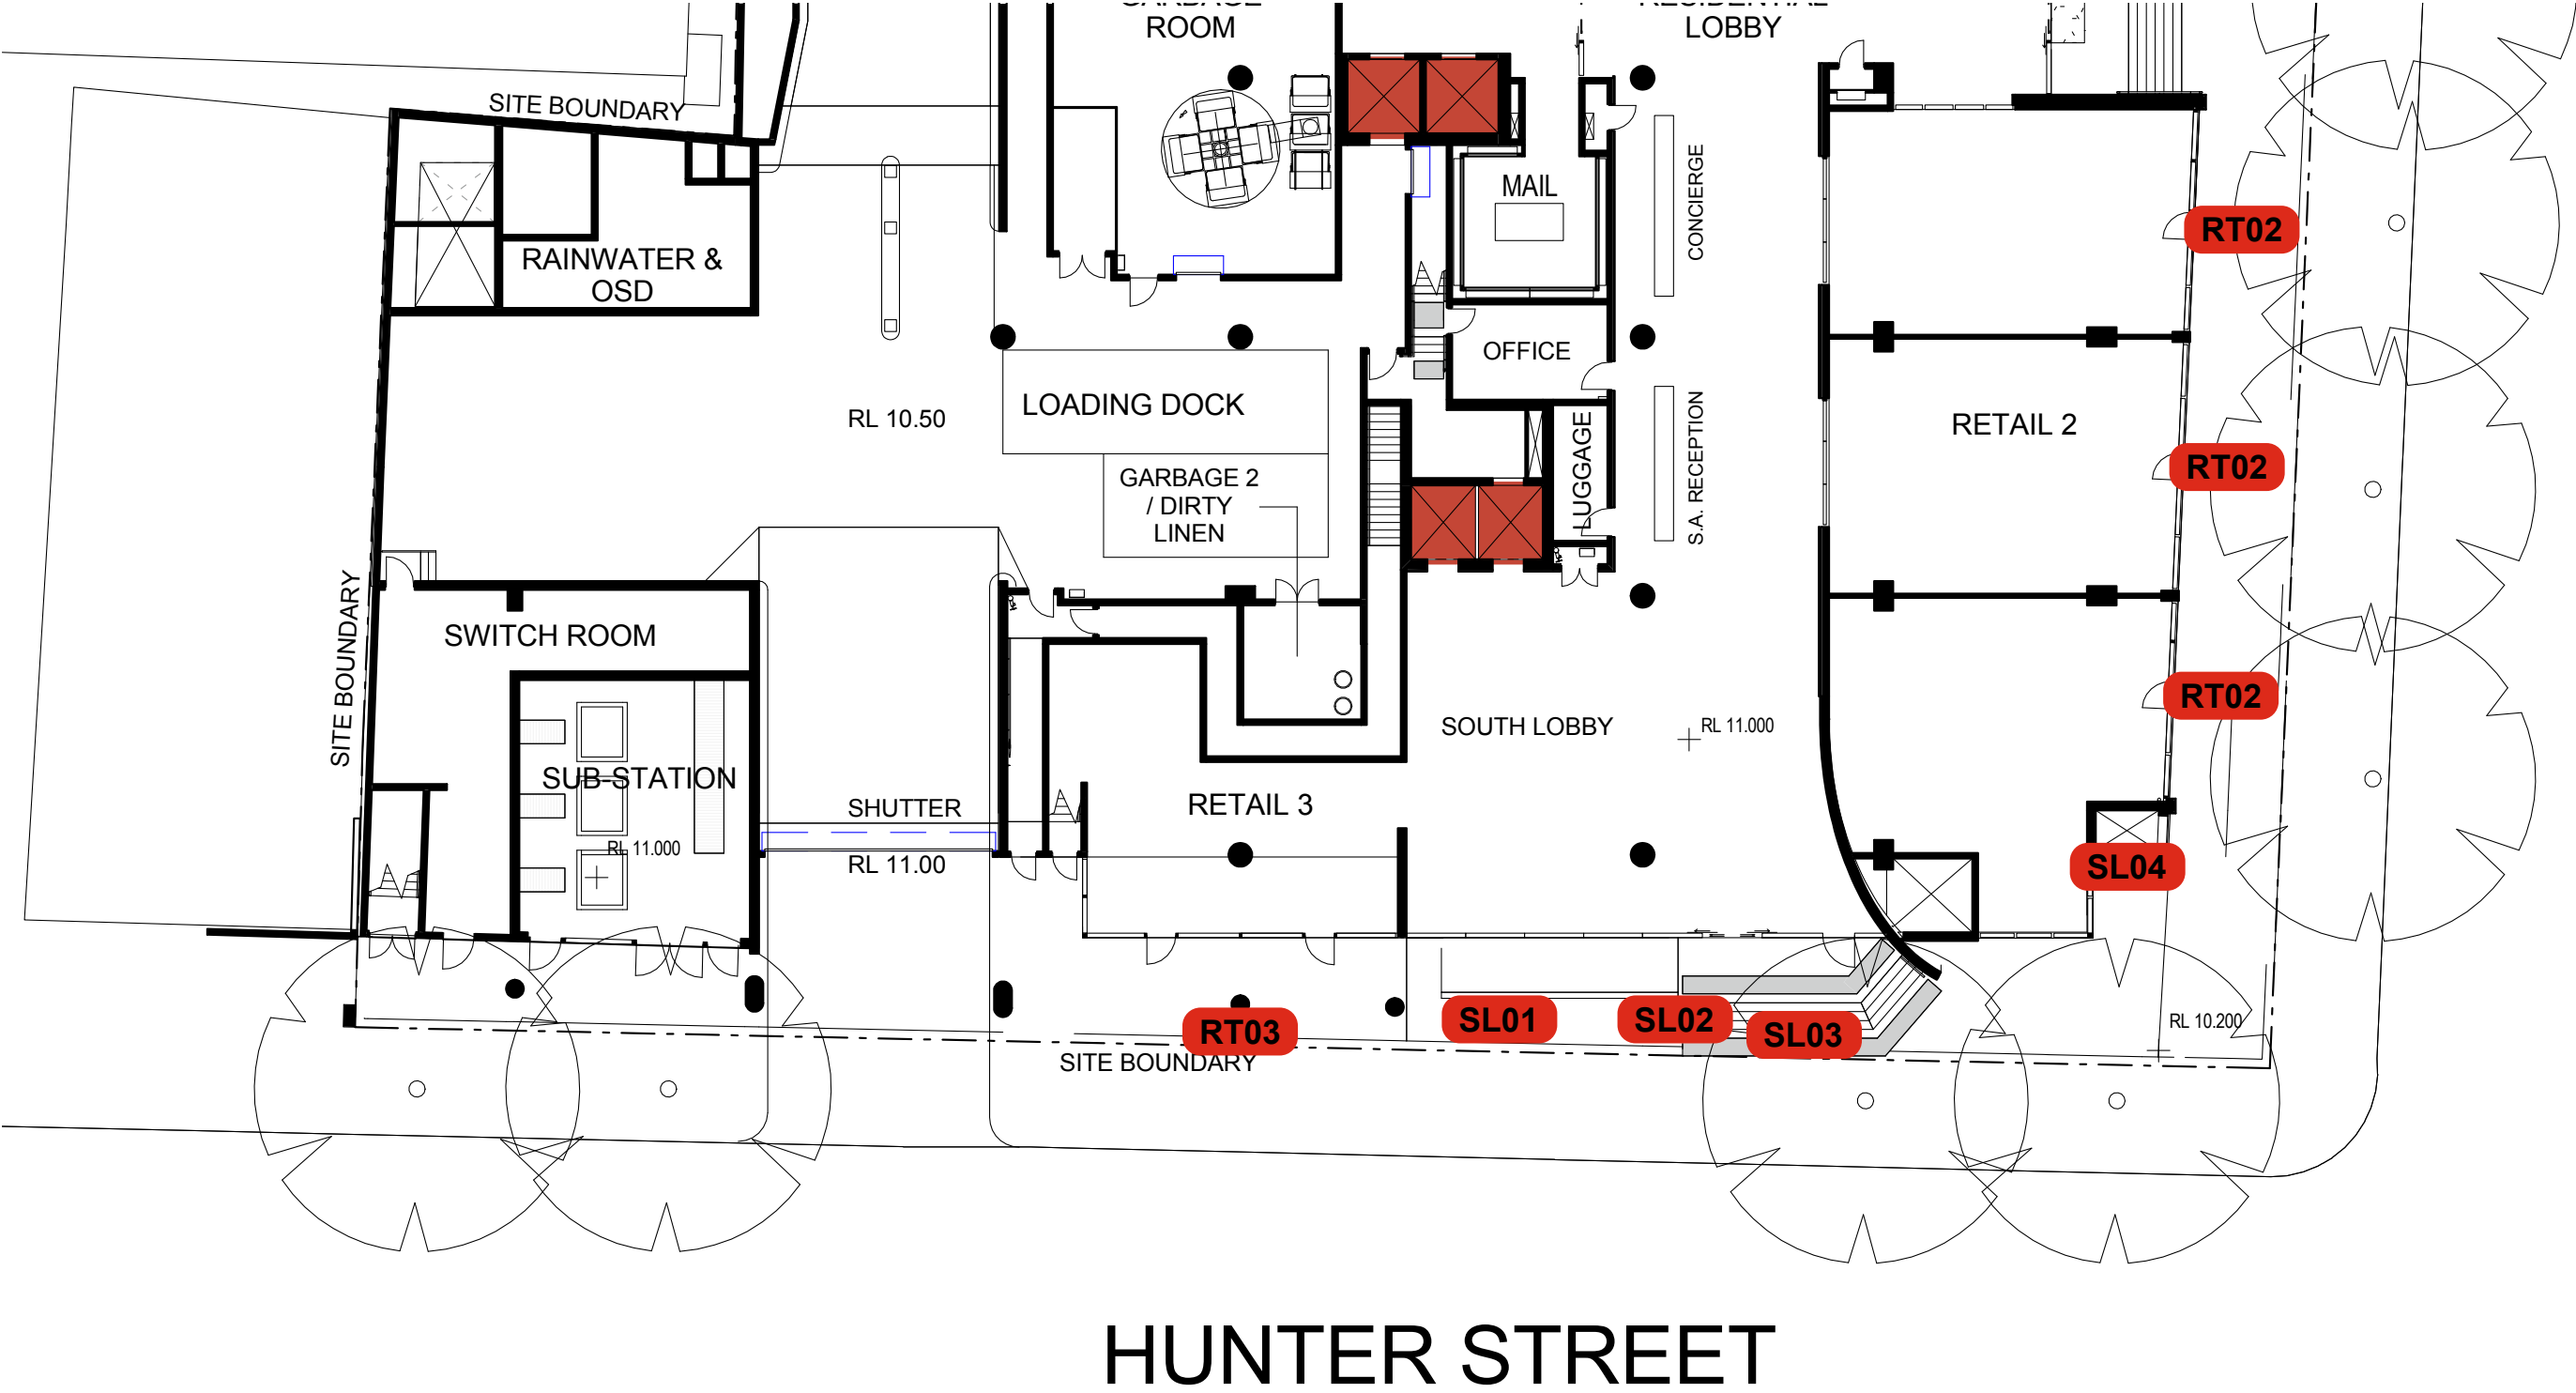 GARBAGE
ROOM
RESIDENTIAL
LOBBY
SITE BOUNDARY
MAIL
CONCIERGE
RT02
RAINWATER &
OSD
OFFICE
LOADING DOCK
RL 10.50
LUGGAGE
S.A. RECEPTION
RETAIL 2
RT02
GARBAGE 2
/ DIRTY
LINEN
SITE BOUNDARY
SWITCH ROOM
RT02
SOUTH LOBBY
RL 11.000
SUB-STATION
SHUTTER
RETAIL 3
RL 11.000
RL 11.00
SL04
RT03
SL01
SL02
SL03
RL 10.200
SITE BOUNDARY
HUNTER STREET